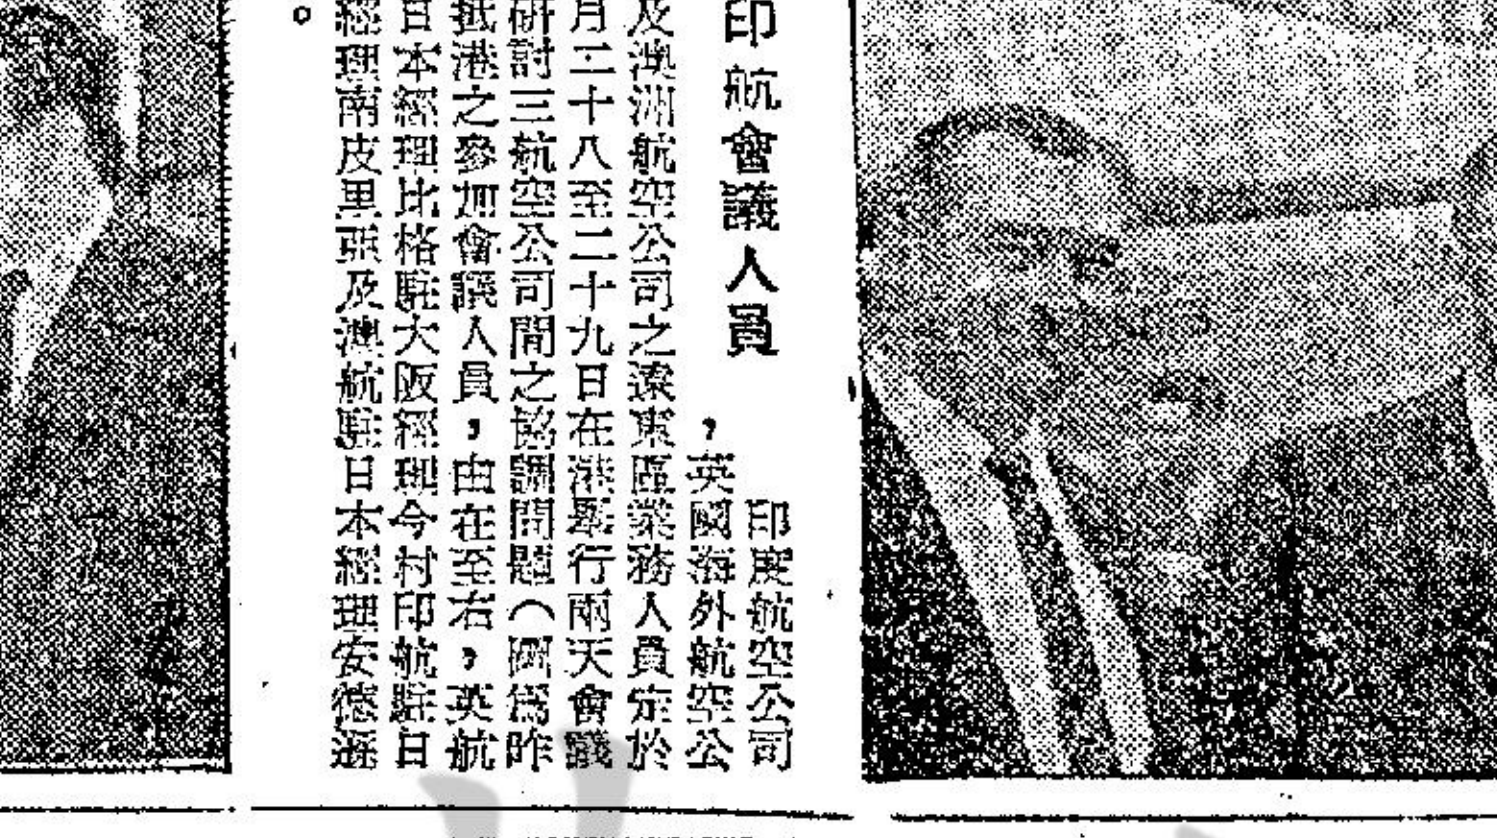 印航會議人員
印度航空公司
，英國海外航空公
及澳洲航空公司之遠東區業務人員定於
月二十八至二十九日在港舉行兩天會議
研討三航空公司間之協調問題（圖爲昨
抵港之參加會議人員，由在至右，英航
日本經理比格駐大阪經理今村印航駐日
經理南皮里亞及澳航駐日本經理安德遜
。